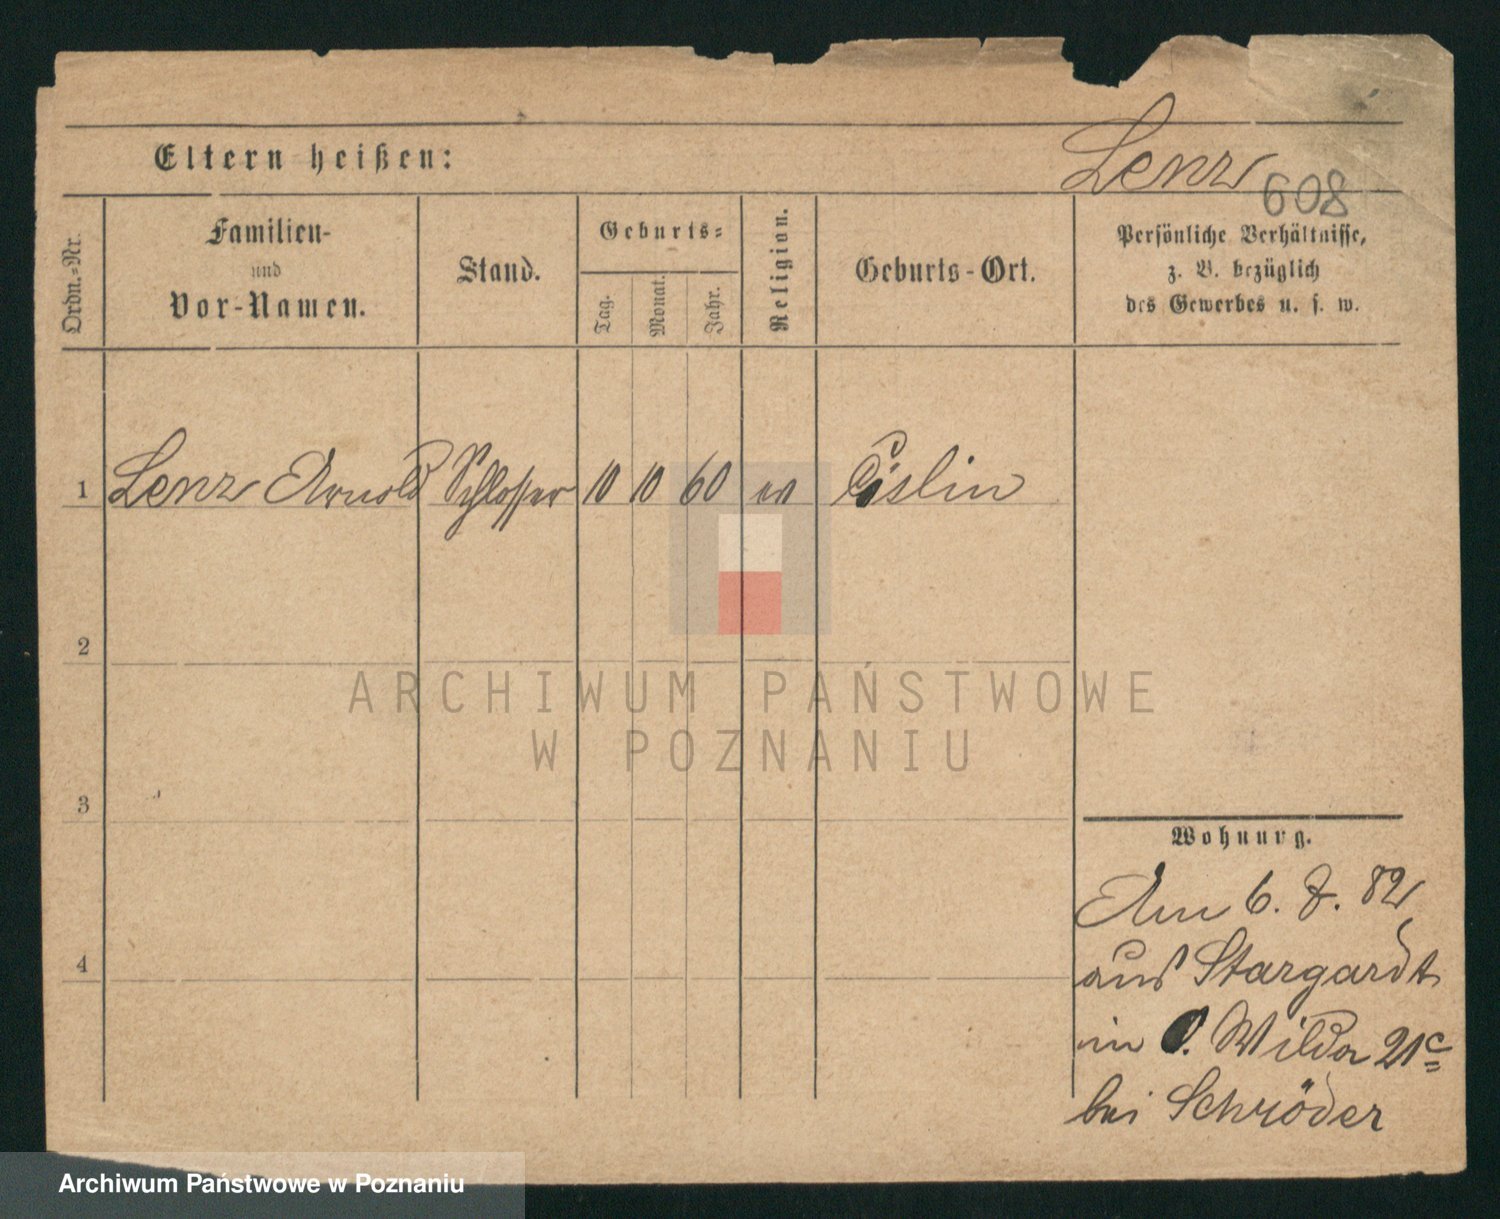 Eltern heißen:
Lenz
608
Ordn.-Nr.
Familien-
und
Vor-Namen.
Stand.
Geburts-
Tag.
Monat.
Jahr.
Religion.
Geburts-Ort.
Persönliche Verhältnisse,
z. B. bezüglich
des Gewerbes u. s. w.
1 Lenz Arnold Schlosser 10 10 60 Cöslin
2
3
4
ARCHIWUM PAŃSTWOWE
W POZNANIU
Wohnung.
Am 6. 82
aus Stargardt
in O. Wilda 21c
bei Schröder
Archiwum Państwowe w Poznaniu